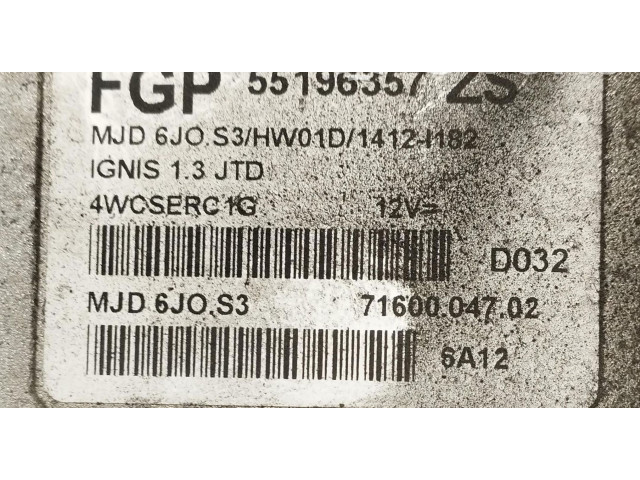 FGP 55196357 ZS
MJD 6JO.S3/HW01D/1412-I182
IGNIS 1.3 JTD
4WCSERC1G 12V=
D032
MJD 6JO.S3 71600.047.02
6A12